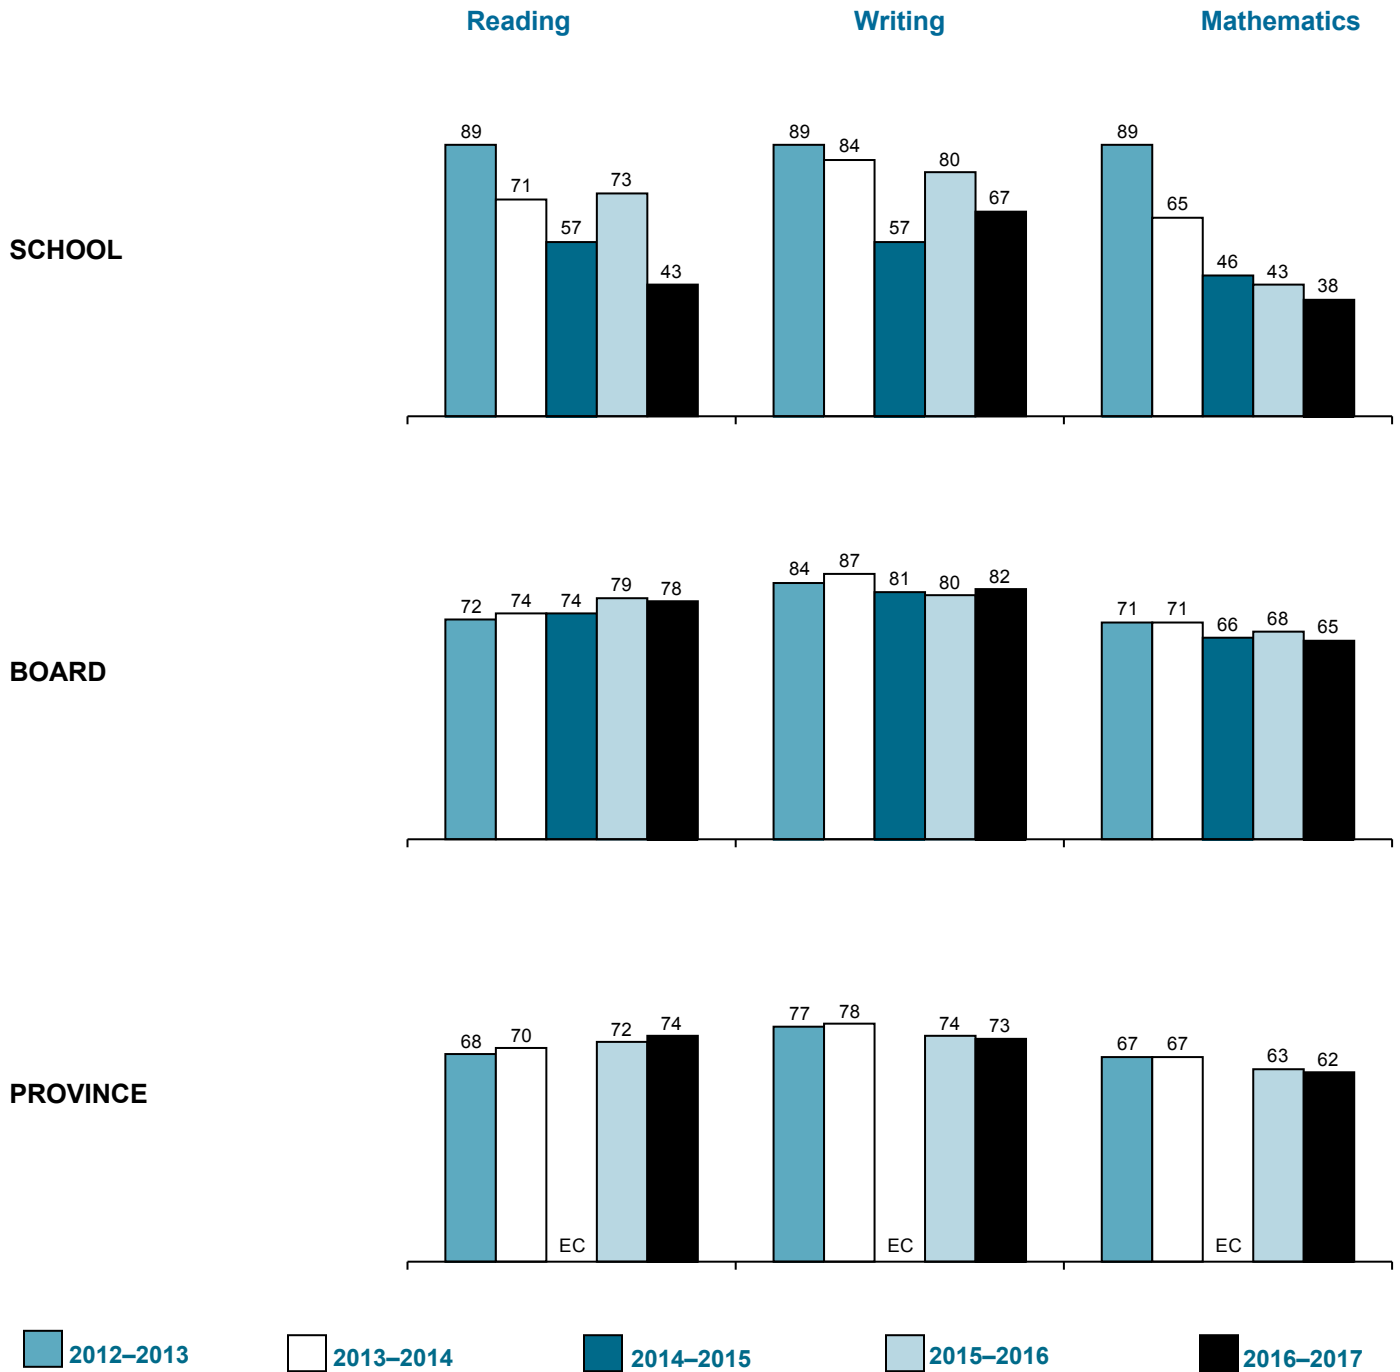 Reading Writing Mathematics
SCHOOL
89 71 57 73 43
89 84 57 80 67
89 65 46 43 38
BOARD
72 74 74 79 78
84 87 81 80 82
71 71 66 68 65
PROVINCE
68 70 EC 72 74
77 78 EC 74 73
67 67 EC 63 62
2012–2013 2013–2014 2014–2015 2015–2016 2016–2017